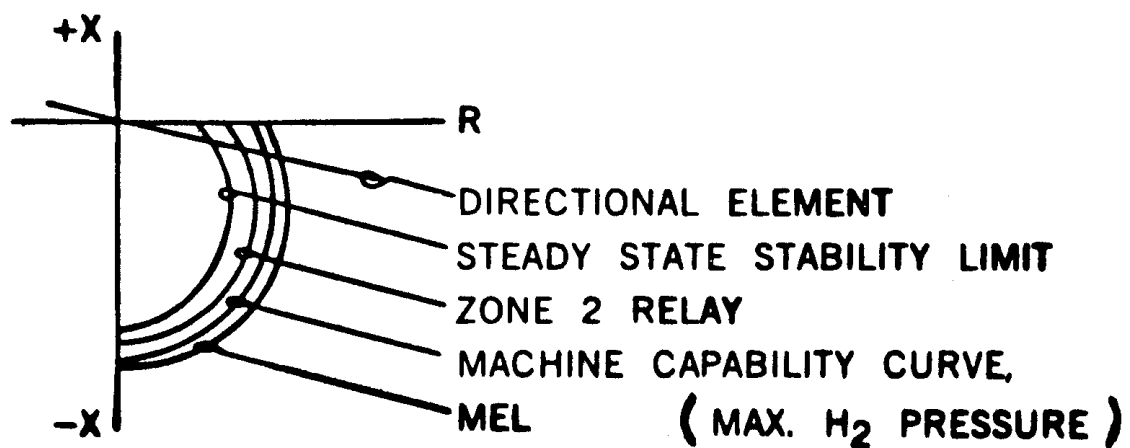 +X
R
DIRECTIONAL ELEMENT
STEADY STATE STABILITY LIMIT
ZONE 2 RELAY
MACHINE CAPABILITY CURVE,
-X MEL ( MAX. H₂ PRESSURE )